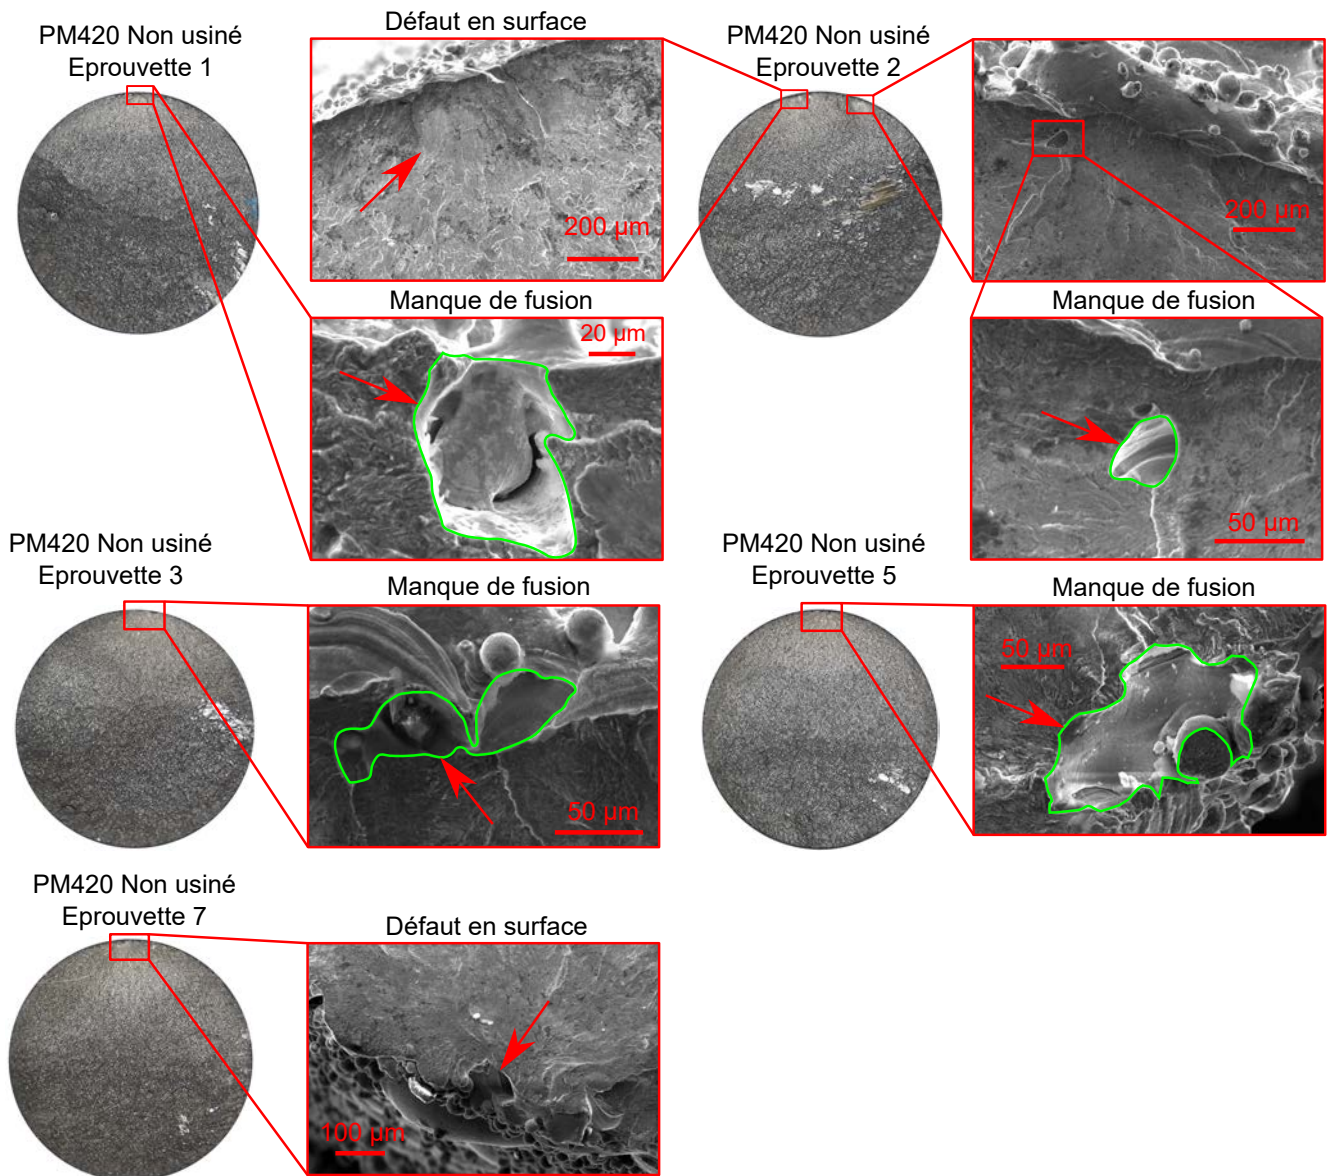 PM420 Non usiné
Eprouvette 1
Défaut en surface
200 µm
PM420 Non usiné
Eprouvette 2
200 µm
Manque de fusion
20 µm
Manque de fusion
50 µm
PM420 Non usiné
Eprouvette 3
Manque de fusion
50 µm
PM420 Non usiné
Eprouvette 5
Manque de fusion
50 µm
PM420 Non usiné
Eprouvette 7
Défaut en surface
100 µm